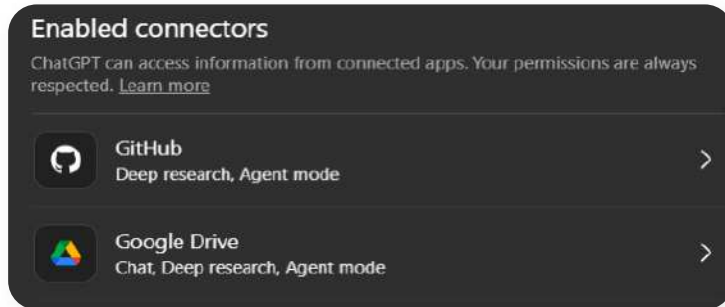 Enabled connectors
ChatGPT can access information from connected apps. Your permissions are always
respected. Learn more
GitHub
Deep research, Agent mode
Google Drive
Chat, Deep research, Agent mode